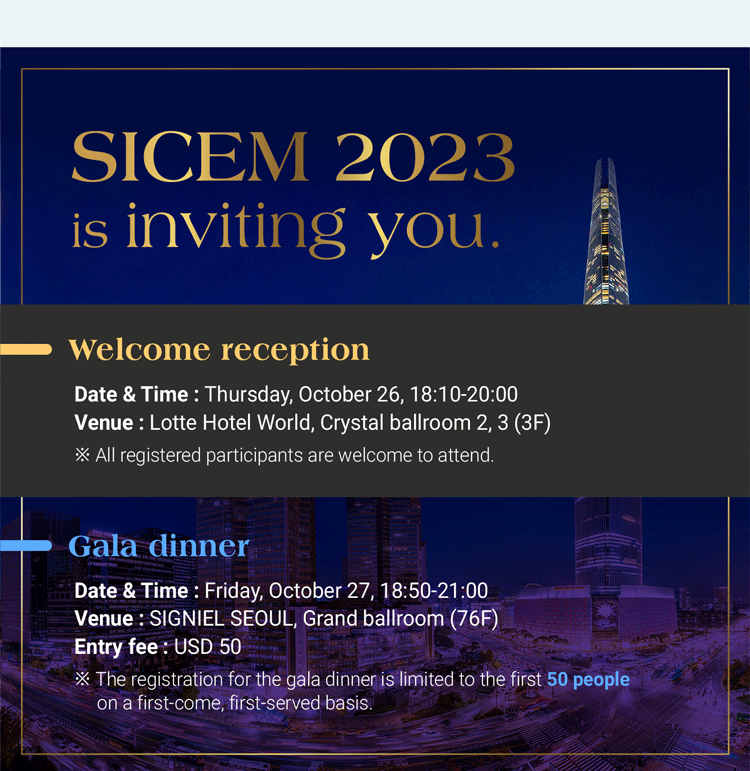 SICEM 2023
is inviting you.
Welcome reception
Date & Time : Thursday, October 26, 18:10-20:00
Venue : Lotte Hotel World, Crystal ballroom 2, 3 (3F)
※ All registered participants are welcome to attend.
Gala dinner
Date & Time : Friday, October 27, 18:50-21:00
Venue : SIGNIEL SEOUL, Grand ballroom (76F)
Entry fee : USD 50
※ The registration for the gala dinner is limited to the first 50 people
on a first-come, first-served basis.